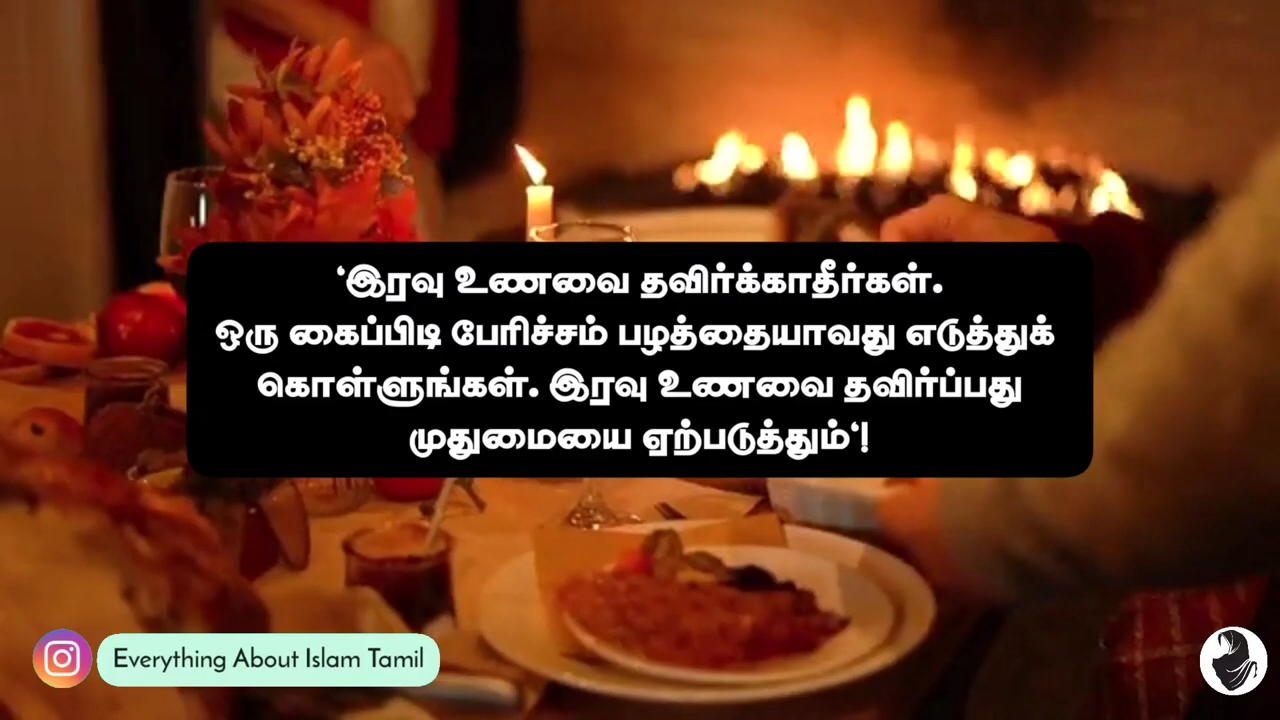 ‘இரவு உணவை தவிர்க்காதீர்கள்.
ஒரு கைப்பிடி பேரிச்சம் பழத்தையாவது எடுத்துக்
கொள்ளுங்கள். இரவு உணவை தவிர்ப்பது
முதுமையை ஏற்படுத்தும்‘!
Everything About Islam Tamil